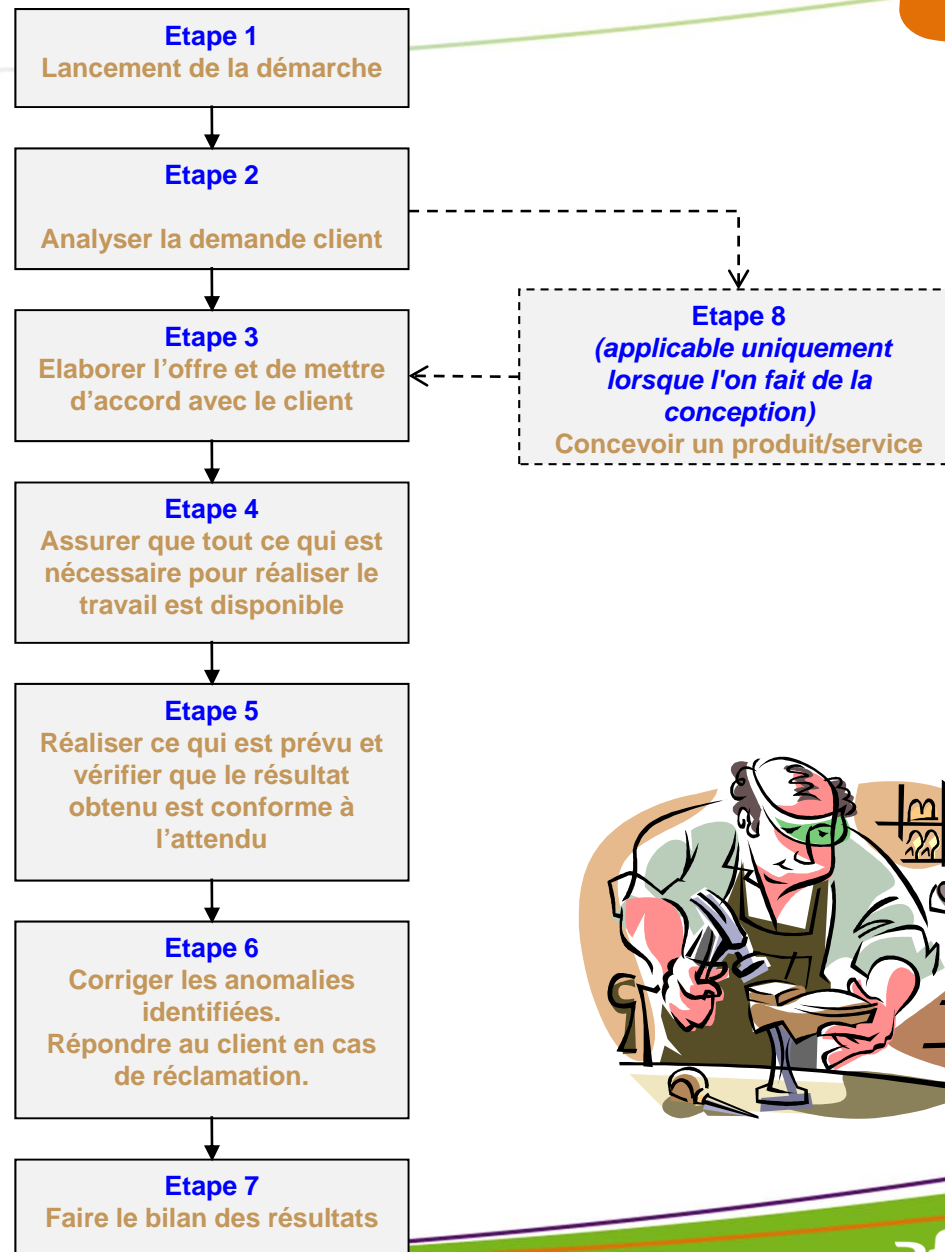 Etape 1
Lancement de la démarche
Etape 2
Analyser la demande client
Etape 3
Elaborer l'offre et de mettre
d'accord avec le client
Etape 8
(applicable uniquement
lorsque l'on fait de la
conception)
Concevoir un produit/service
Etape 4
Assurer que tout ce qui est
nécessaire pour réaliser le
travail est disponible
Etape 5
Réaliser ce qui est prévu et
vérifier que le résultat
obtenu est conforme à
l'attendu
Etape 6
Corriger les anomalies
identifiées.
Répondre au client en cas
de réclamation.
Etape 7
Faire le bilan des résultats